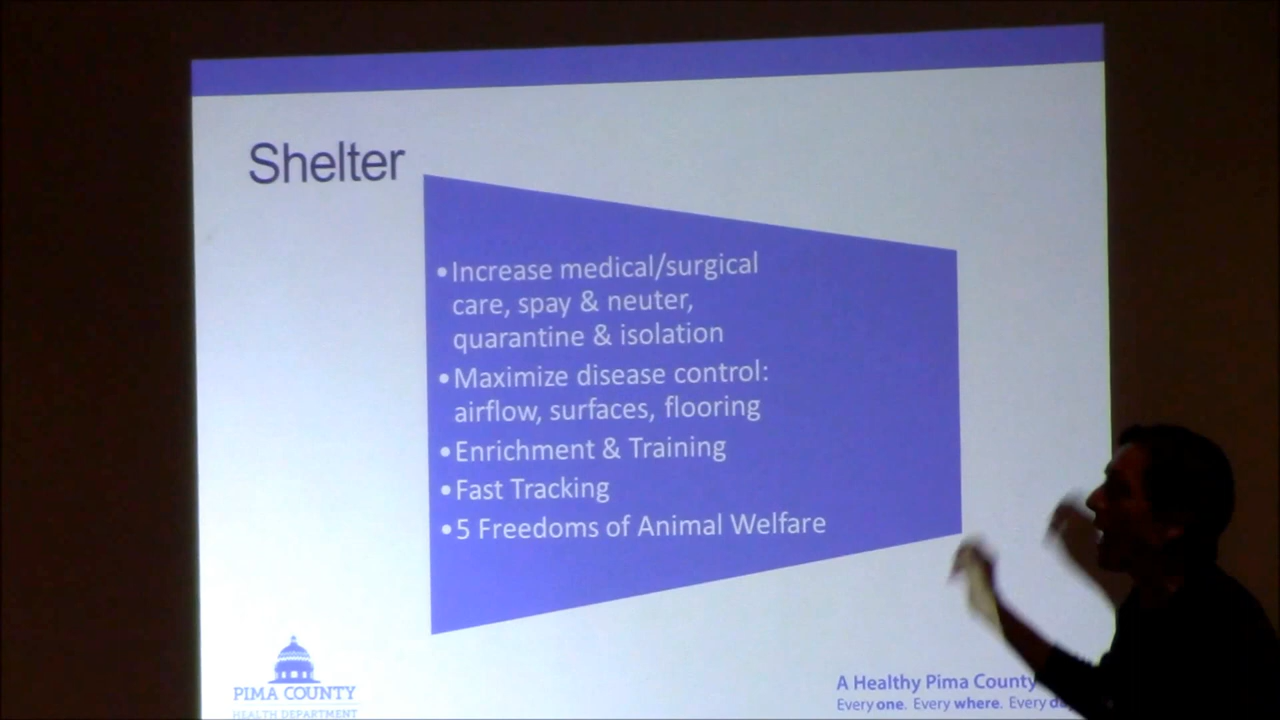 Shelter
•Increase medical/surgical
care, spay & neuter,
quarantine & isolation
•Maximize disease control:
airflow, surfaces, flooring
•Enrichment & Training
•Fast Tracking
•5 Freedoms of Animal Welfare
PIMA COUNTY
HEALTH DEPARTMENT
A Healthy Pima County
Every one. Every where. Every